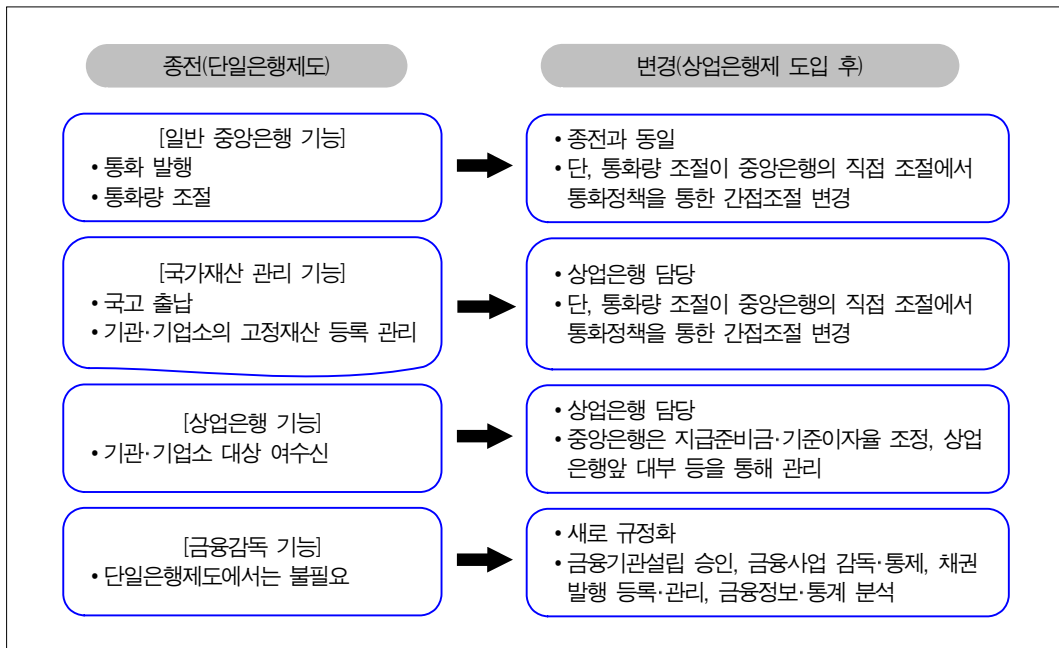 종전(단일은행제도)
변경(상업은행제 도입 후)
[일반 중앙은행 기능]
• 통화 발행
• 통화량 조절
• 종전과 동일
• 단, 통화량 조절이 중앙은행의 직접 조절에서
통화정책을 통한 간접조절 변경
[국가재산 관리 기능]
• 국고 출납
• 기관·기업소의 고정재산 등록 관리
• 상업은행 담당
• 단, 통화량 조절이 중앙은행의 직접 조절에서
통화정책을 통한 간접조절 변경
[상업은행 기능]
• 기관·기업소 대상 여수신
• 상업은행 담당
• 중앙은행은 지급준비금·기준이자율 조정, 상업
은행앞 대부 등을 통해 관리
[금융감독 기능]
• 단일은행제도에서는 불필요
• 새로 규정화
• 금융기관설립 승인, 금융사업 감독·통제, 채권
발행 등록·관리, 금융정보·통계 분석